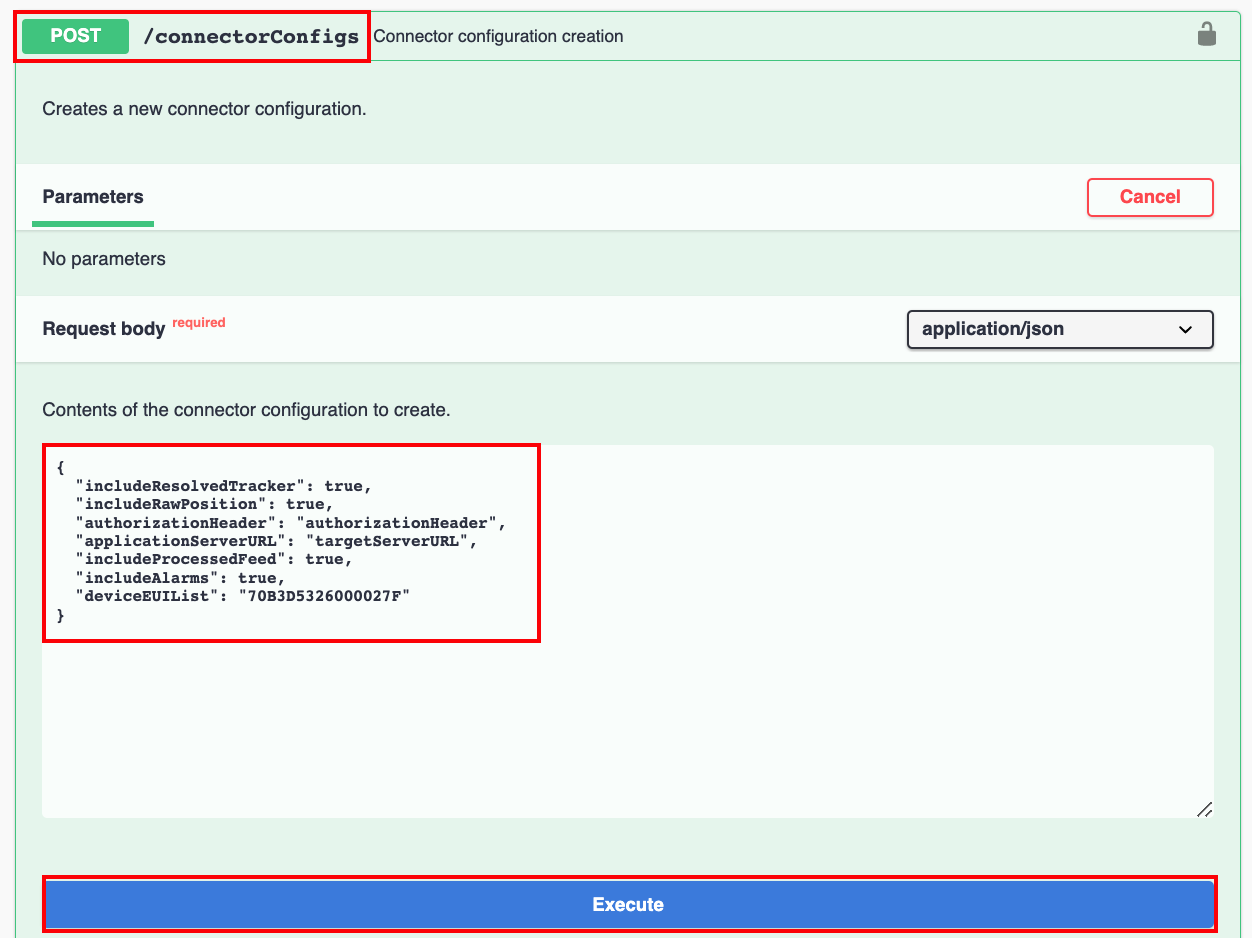 POST /connectorConfigs Connector configuration creation
Creates a new connector configuration.
Parameters
Cancel
No parameters
Request body required
application/json
Contents of the connector configuration to create.
{
  "includeResolvedTracker": true,
  "includeRawPosition": true,
  "authorizationHeader": "authorizationHeader",
  "applicationServerURL": "targetServerURL",
  "includeProcessedFeed": true,
  "includeAlarms": true,
  "deviceEUIList": "70B3D5326000027F"
}
Execute